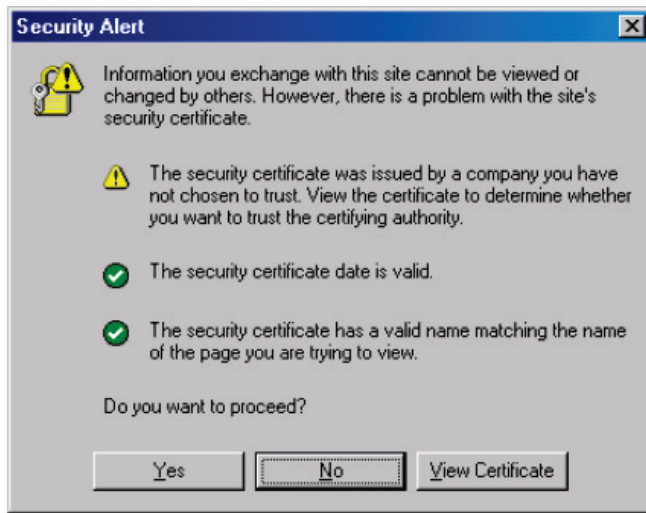 Security Alert
Information you exchange with this site cannot be viewed or
changed by others. However, there is a problem with the site's
security certificate.
The security certificate was issued by a company you have
not chosen to trust. View the certificate to determine whether
you want to trust the certifying authority.
The security certificate date is valid.
The security certificate has a valid name matching the name
of the page you are trying to view.
Do you want to proceed?
Yes
No
View Certificate